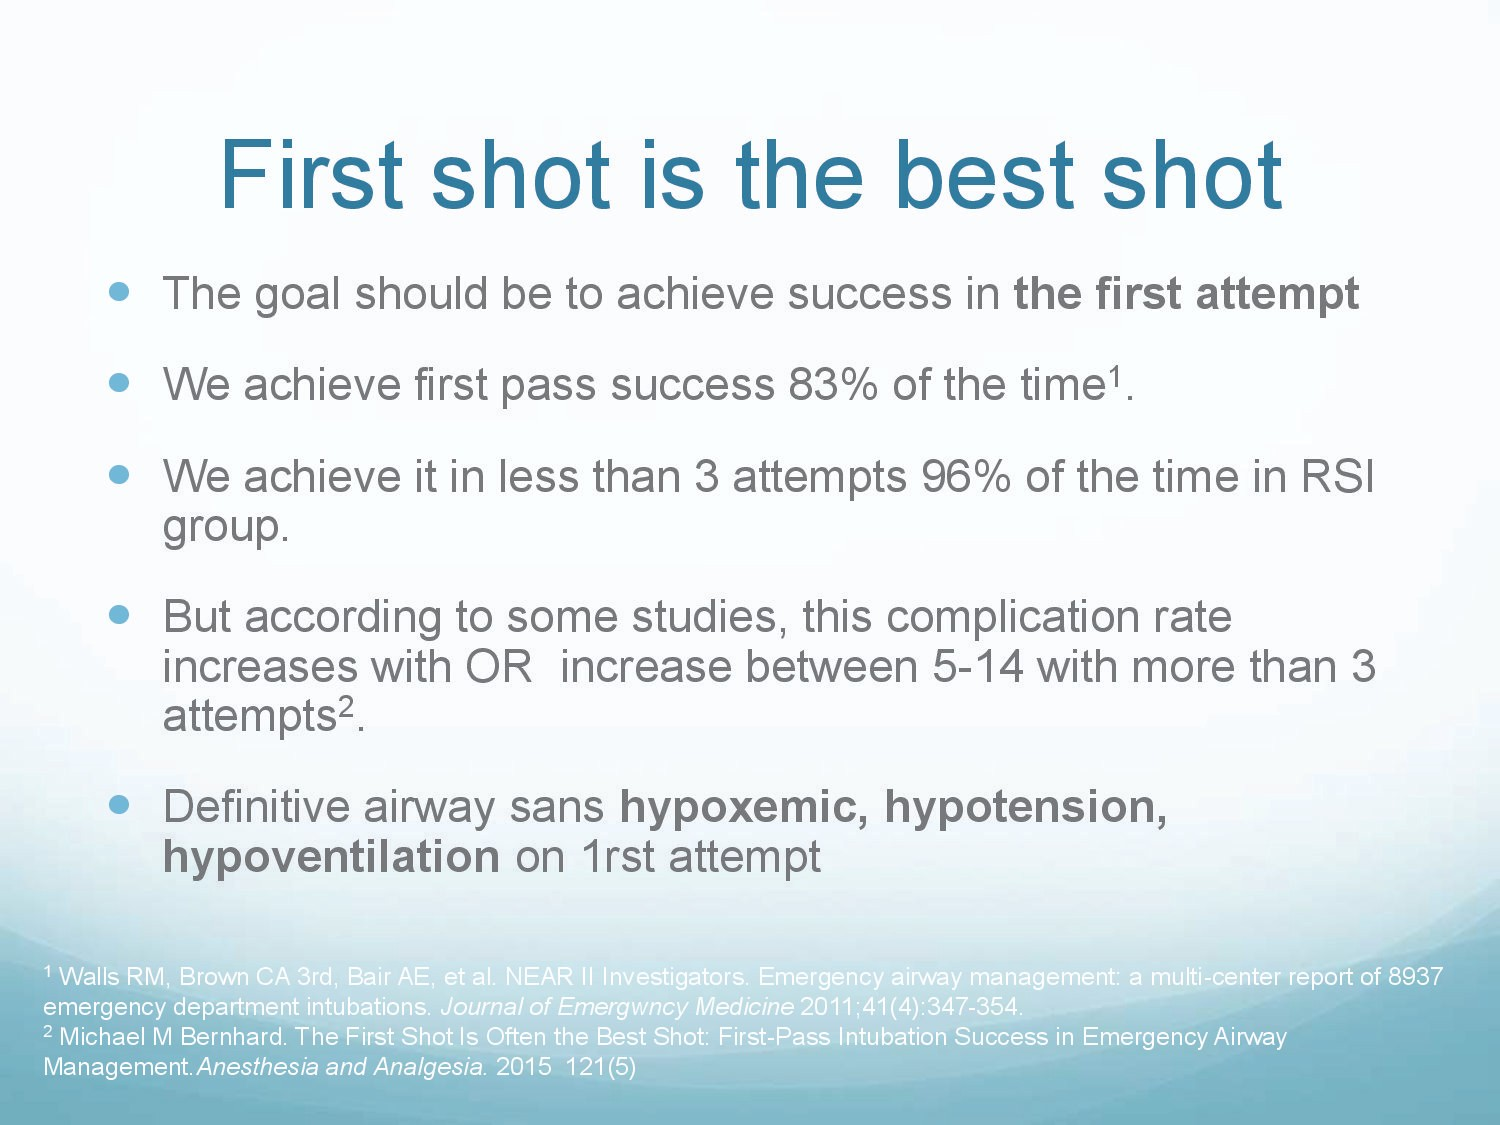 First shot is the best shot
• The goal should be to achieve success in the first attempt
• We achieve first pass success 83% of the time¹.
• We achieve it in less than 3 attempts 96% of the time in RSI
group.
• But according to some studies, this complication rate
increases with OR  increase between 5-14 with more than 3
attempts².
• Definitive airway sans hypoxemic, hypotension,
hypoventilation on 1rst attempt
¹ Walls RM, Brown CA 3rd, Bair AE, et al. NEAR II Investigators. Emergency airway management: a multi-center report of 8937
emergency department intubations. Journal of Emergwncy Medicine 2011;41(4):347-354.
² Michael M Bernhard. The First Shot Is Often the Best Shot: First-Pass Intubation Success in Emergency Airway
Management. Anesthesia and Analgesia. 2015  121(5)